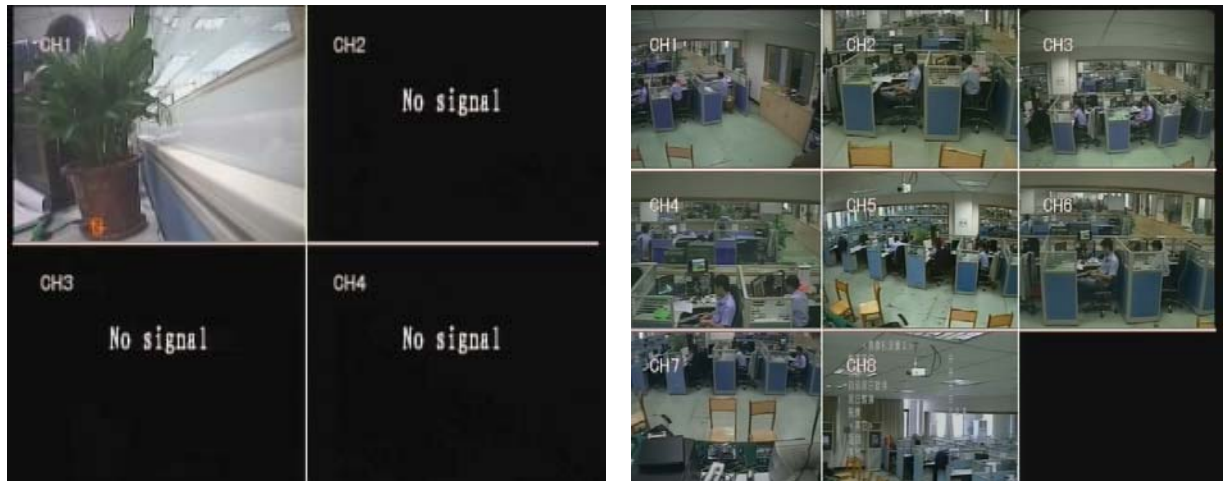 CH1
CH2
No signal
CH3
No signal
CH4
No signal
CH1
CH2
CH3
CH4
CH5
CH6
CH7
CH8